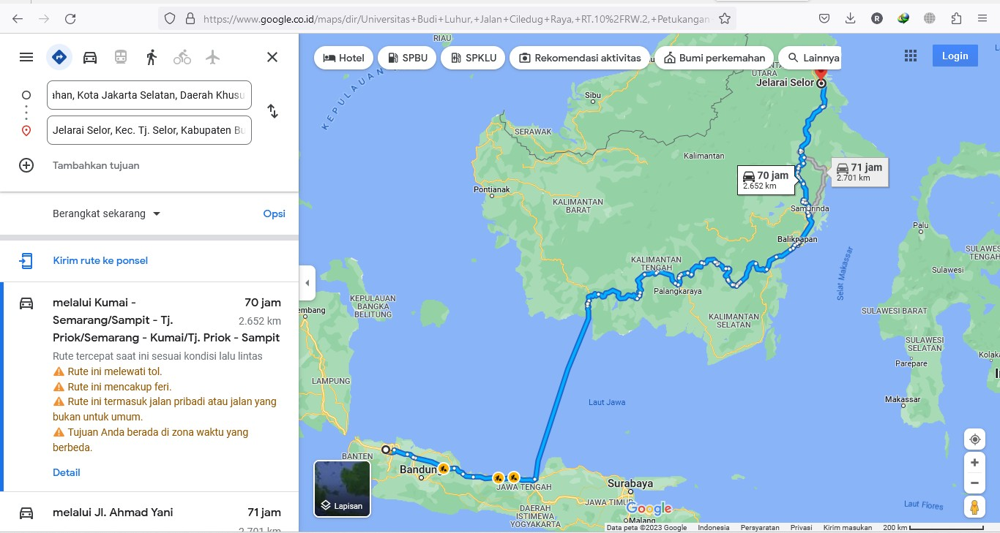 https://www.google.co.id/maps/dir/Universitas+Budi+Luhur,+Jalan+Ciledug+Raya,+RT.10%2FRW.2,+Petukangan
R
ahan, Kota Jakarta Selatan, Daerah Khusu
Jelarai Selor, Kec. Tj. Selor, Kabupaten Bu
Tambahkan tujuan
Berangkat sekarang
Opsi
Kirim rute ke ponsel
melalui Kumai - 70 jam
Semarang/Sampit - Tj. 2.652 km
Priok/Semarang - Kumai/Tj. Priok - Sampit
Rute tercepat saat ini sesuai kondisi lalu lintas
Rute ini melewati tol.
Rute ini mencakup feri.
Rute ini termasuk jalan pribadi atau jalan yang
bukan untuk umum.
Tujuan Anda berada di zona waktu yang
berbeda.
Detail
melalui Jl. Ahmad Yani 71 jam
2.701 km
RIAU
Hotel
SPBU
SPKLU
Rekomendasi aktivitas
Bumi perkemahan
Lainnya
Login
KEPULAUAN
UTARA
Jelarai Selor
Sibu
SERAWAK
Kalimantan
70 jam
2.652 km
71 jam
2.701 km
Pontianak
KALIMANTAN
BARAT
Samarinda
Balikpapan
Palu
Selat Makassar
SULAWESI
TENGAH
Sulawesi
KALIMANTAN
TENGAH
Palangkaraya
KEPULAUAN
BANGKA
BELITUNG
embang
KALIMANTAN
SELATAN
SULAWESI BARAT
SULAWESI
SELATAN
Parepare
Kolaka
LAMPUNG
Laut Jawa
Makassar
BANTEN
Bandung
JAWA TENGAH
Surabaya
JAWA TIMUR
DAERAH
ISTIMEWA
YOGYAKARTA
Malang
Laut Flores
Lapisan
Google
Data peta ©2023 Google
Indonesia
Persyaratan
Privasi
Kirim masukan
200 km